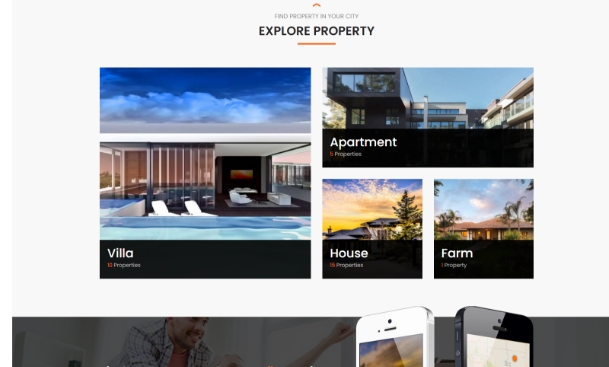 FIND PROPERTY IN YOUR CITY
EXPLORE PROPERTY
Villa
10 Properties
Apartment
5 Properties
House
16 Properties
Farm
1 Property